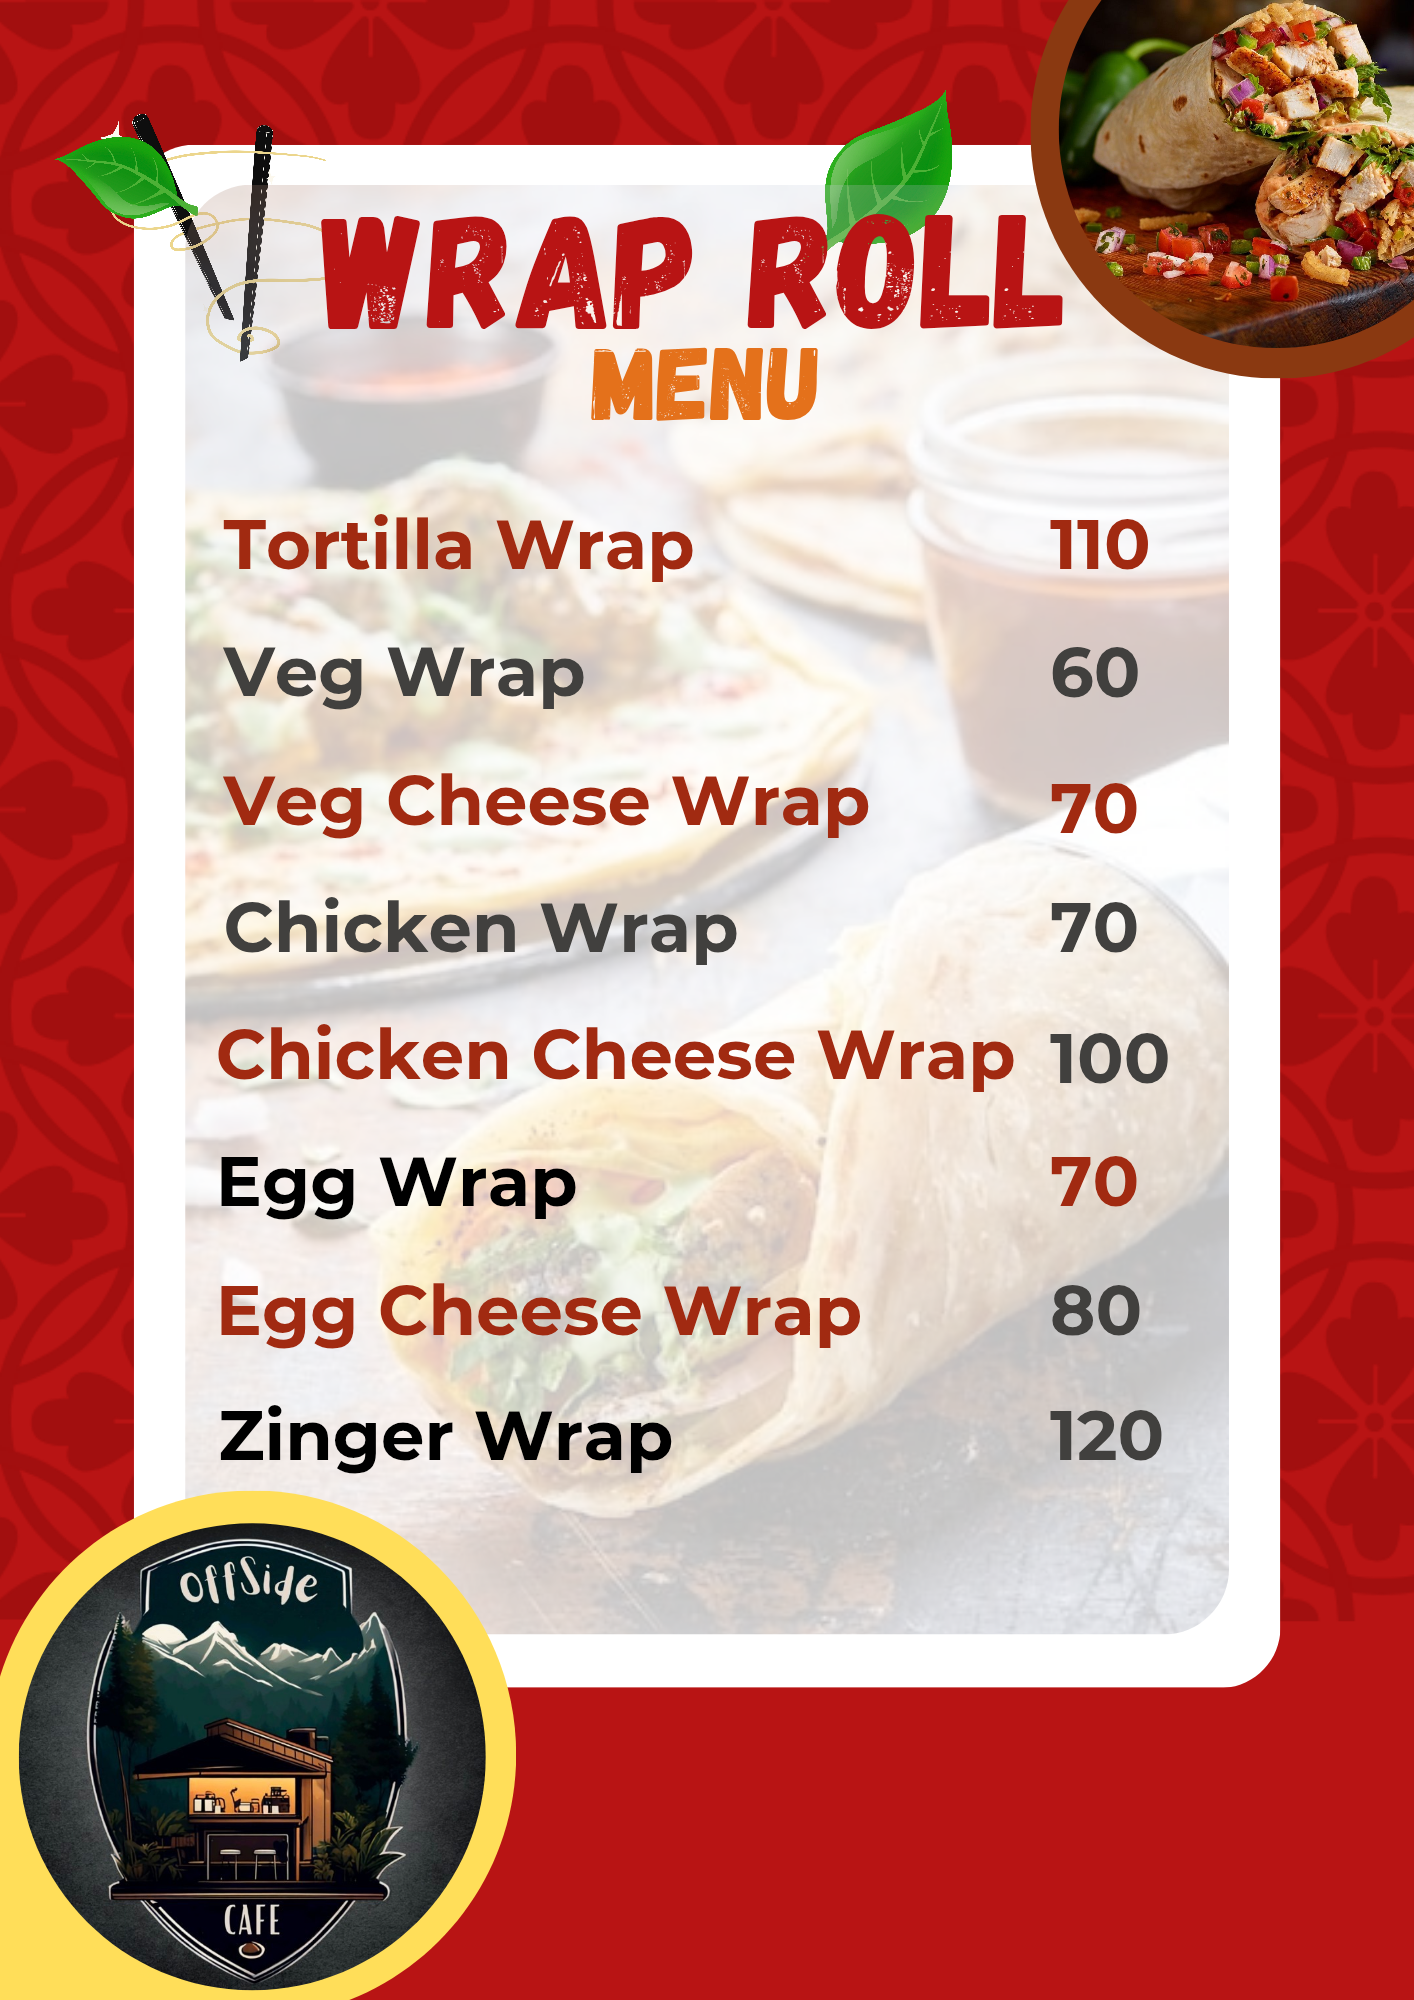 WRAP ROLL
MENU
Tortilla Wrap 110
Veg Wrap 60
Veg Cheese Wrap 70
Chicken Wrap 70
Chicken Cheese Wrap 100
Egg Wrap 70
Egg Cheese Wrap 80
Zinger Wrap 120
OffSide
CAFE